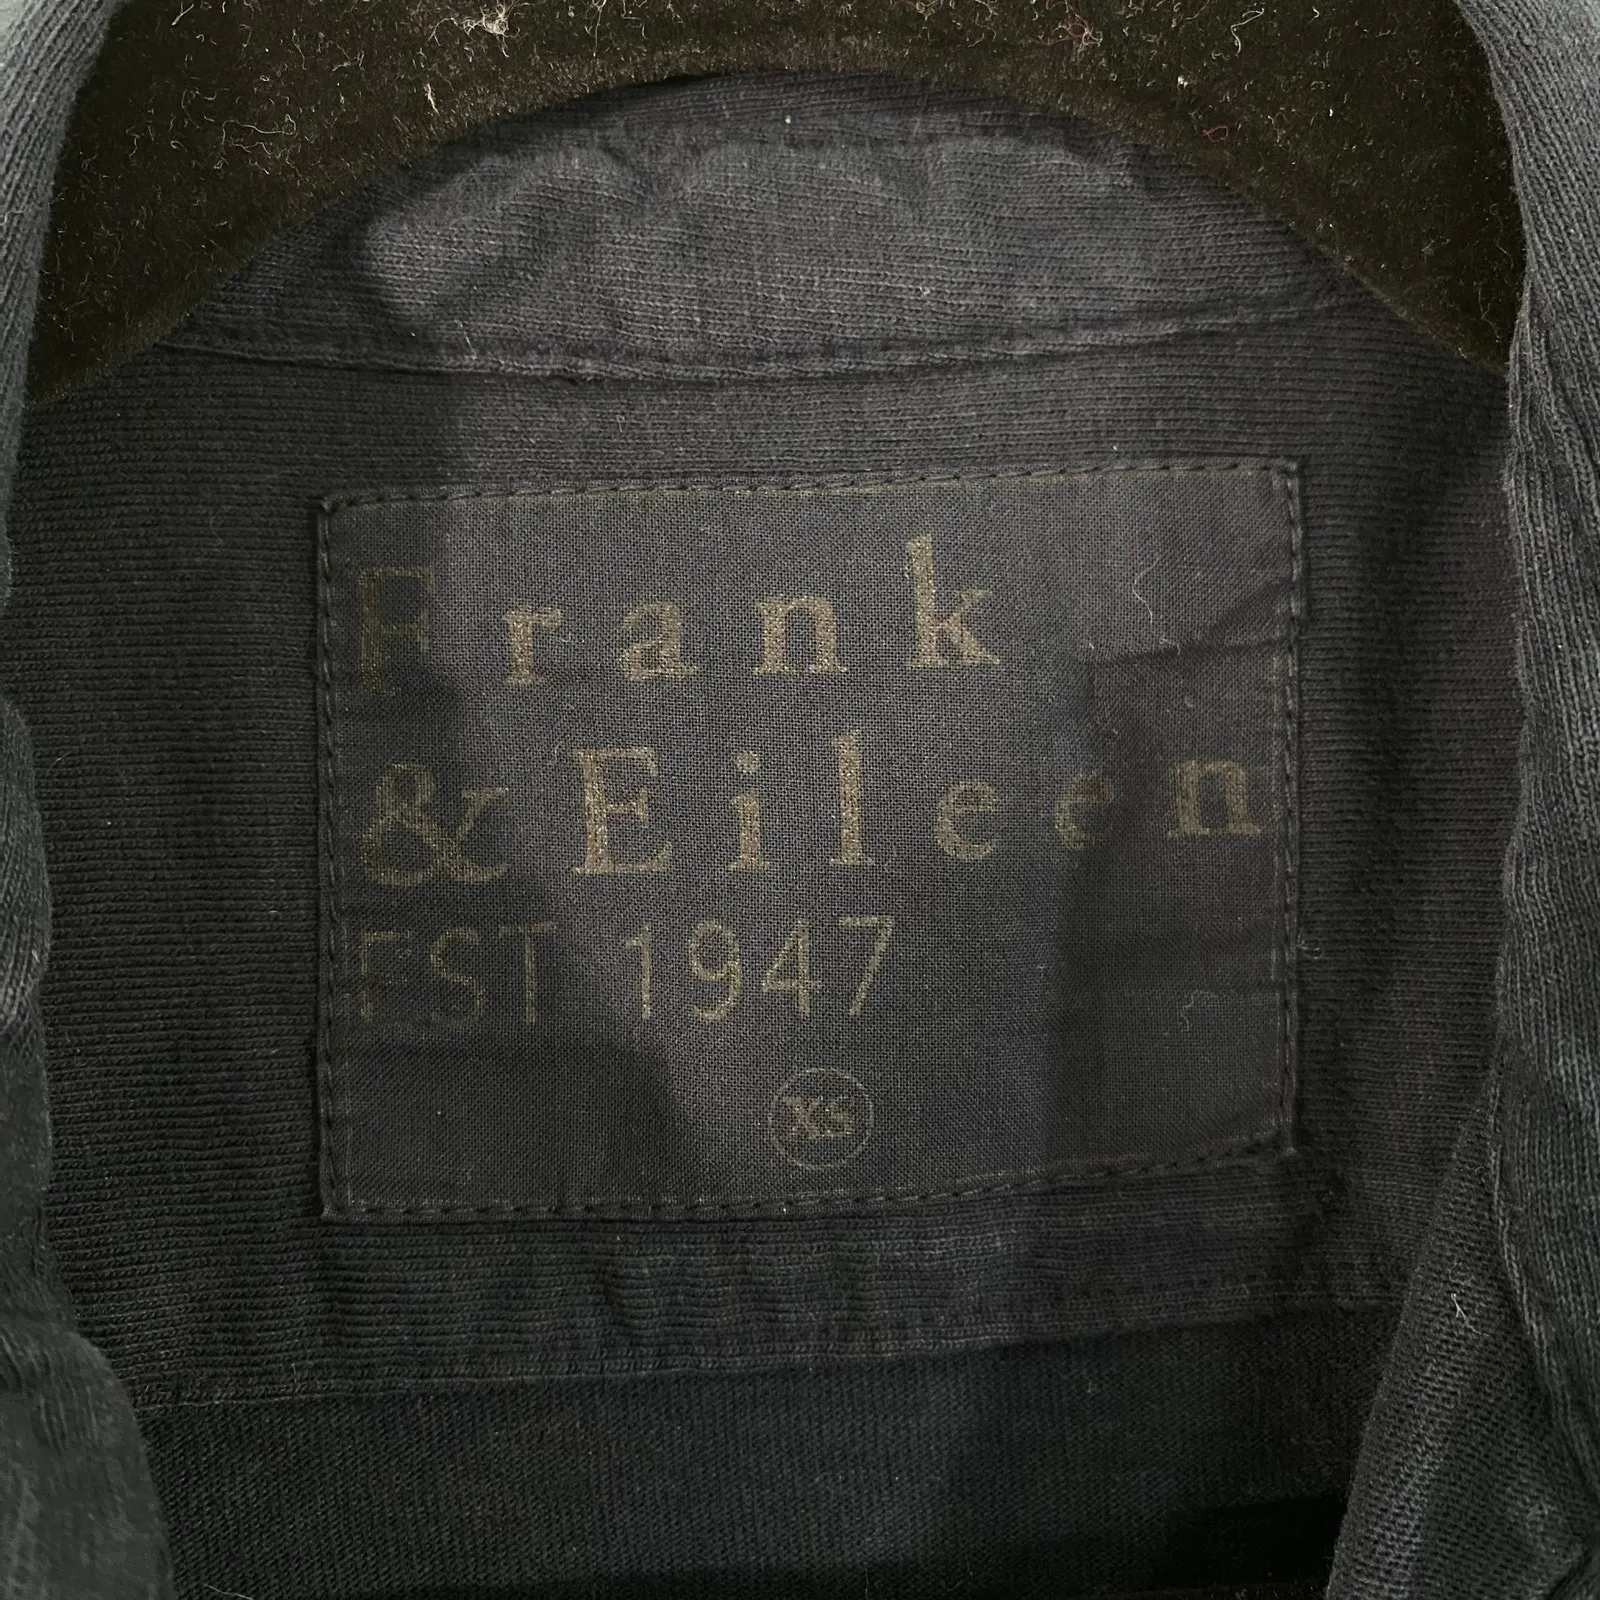 Frank
& Eileen
EST 1947
XS